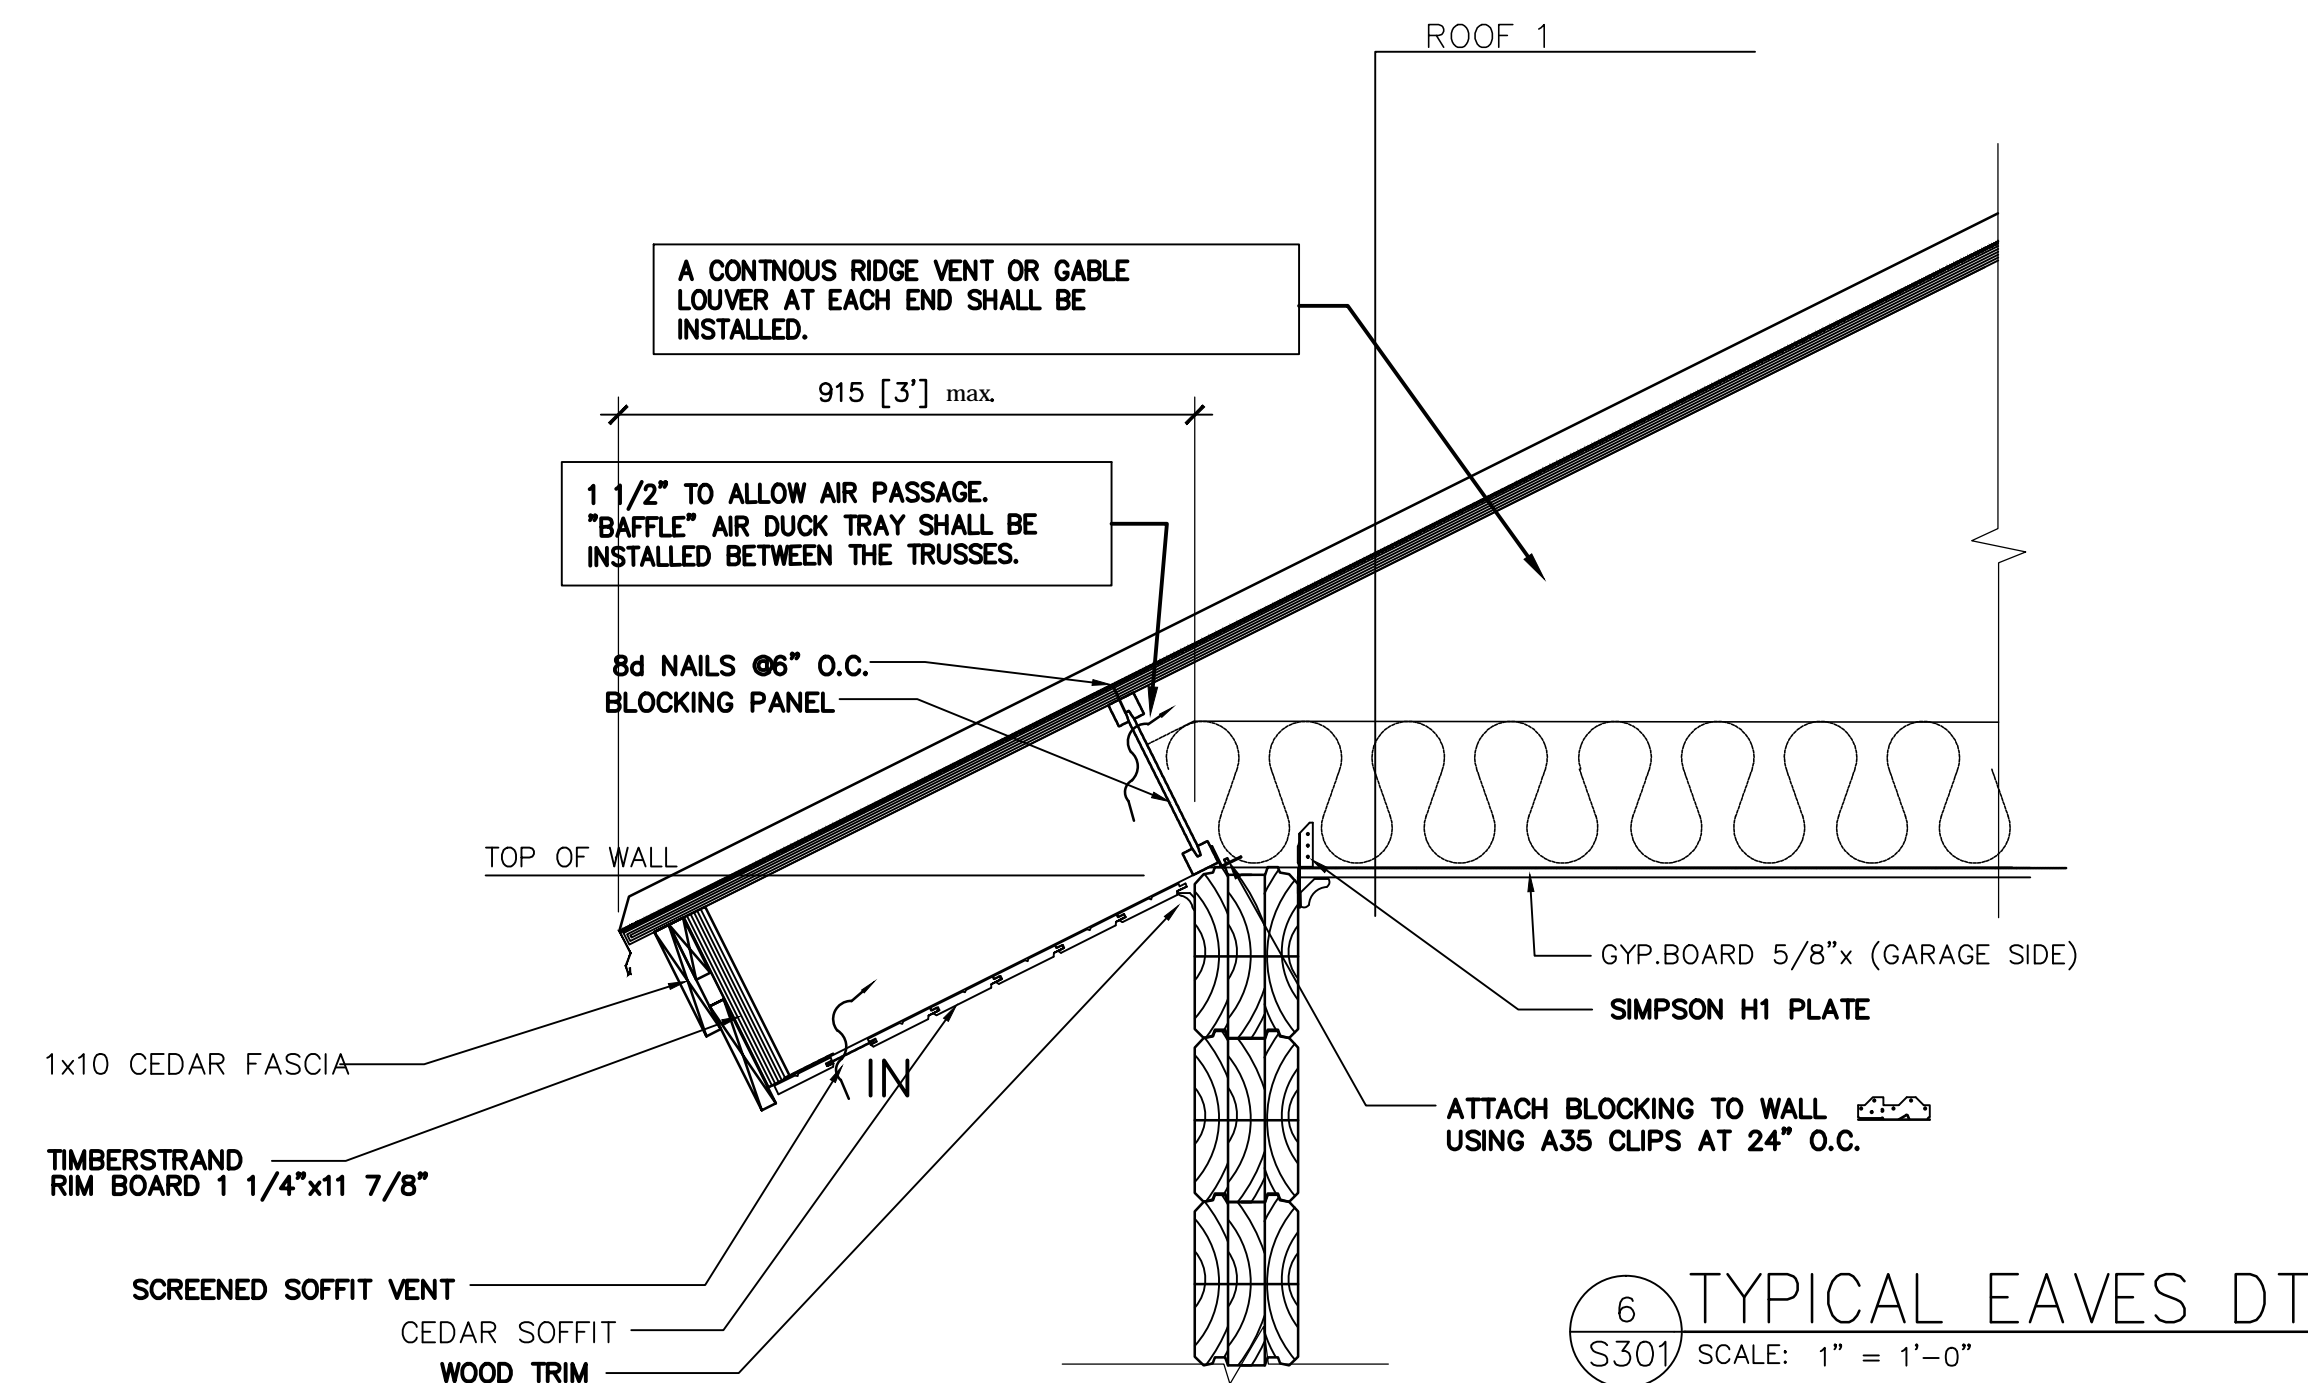 ROOF 1
A CONTNOUS RIDGE VENT OR GABLE
LOUVER AT EACH END SHALL BE
INSTALLED.
915 [3'] max.
1 1/2" TO ALLOW AIR PASSAGE.
"BAFFLE" AIR DUCK TRAY SHALL BE
INSTALLED BETWEEN THE TRUSSES.
8d NAILS @6" O.C.
BLOCKING PANEL
TOP OF WALL
GYP.BOARD 5/8"x (GARAGE SIDE)
SIMPSON H1 PLATE
1x10 CEDAR FASCIA
IN
ATTACH BLOCKING TO WALL
USING A35 CLIPS AT 24" O.C.
TIMBERSTRAND
RIM BOARD 1 1/4"x11 7/8"
SCREENED SOFFIT VENT
CEDAR SOFFIT
WOOD TRIM
6
S301
TYPICAL EAVES DT
SCALE: 1" = 1'-0"